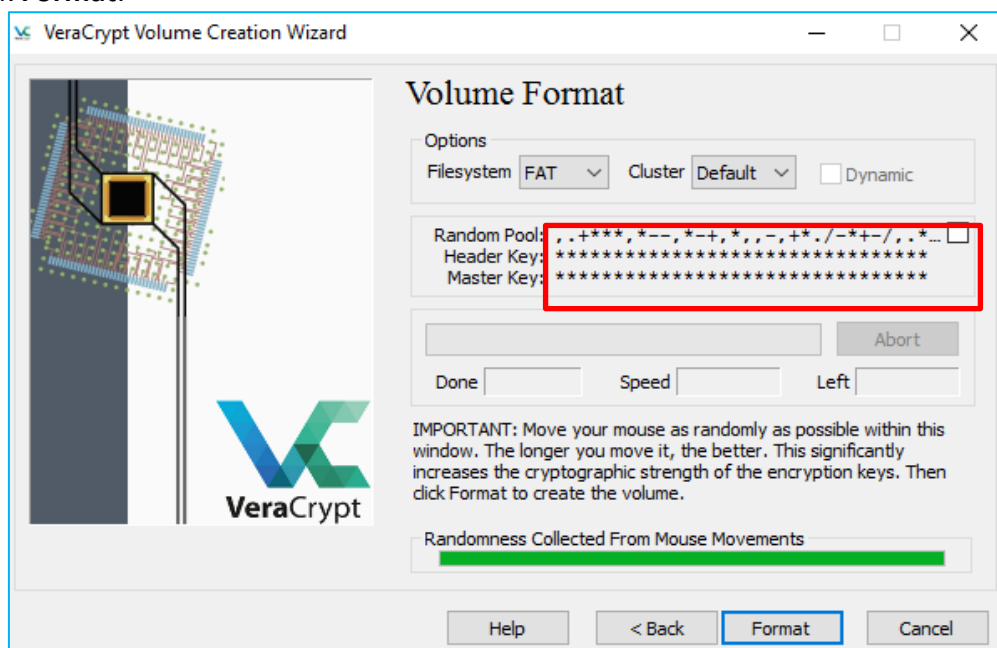 Format.
VeraCrypt Volume Creation Wizard
Volume Format
Options
Filesystem FAT Cluster Default Dynamic
Random Pool: ,.+***,*--,*-+,*,,-,+*./-*+-/,.*...
Header Key: ********************************
Master Key: ********************************
Abort
Done Speed Left
IMPORTANT: Move your mouse as randomly as possible within this
window. The longer you move it, the better. This significantly
increases the cryptographic strength of the encryption keys. Then
click Format to create the volume.
VeraCrypt
Randomness Collected From Mouse Movements
Help < Back Format Cancel